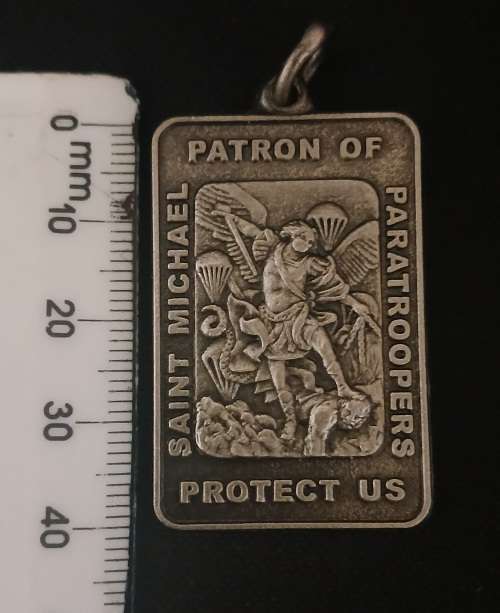 0 mm
10
20
30
40
PATRON OF
SAINT MICHAEL
PARATROOPERS
PROTECT US